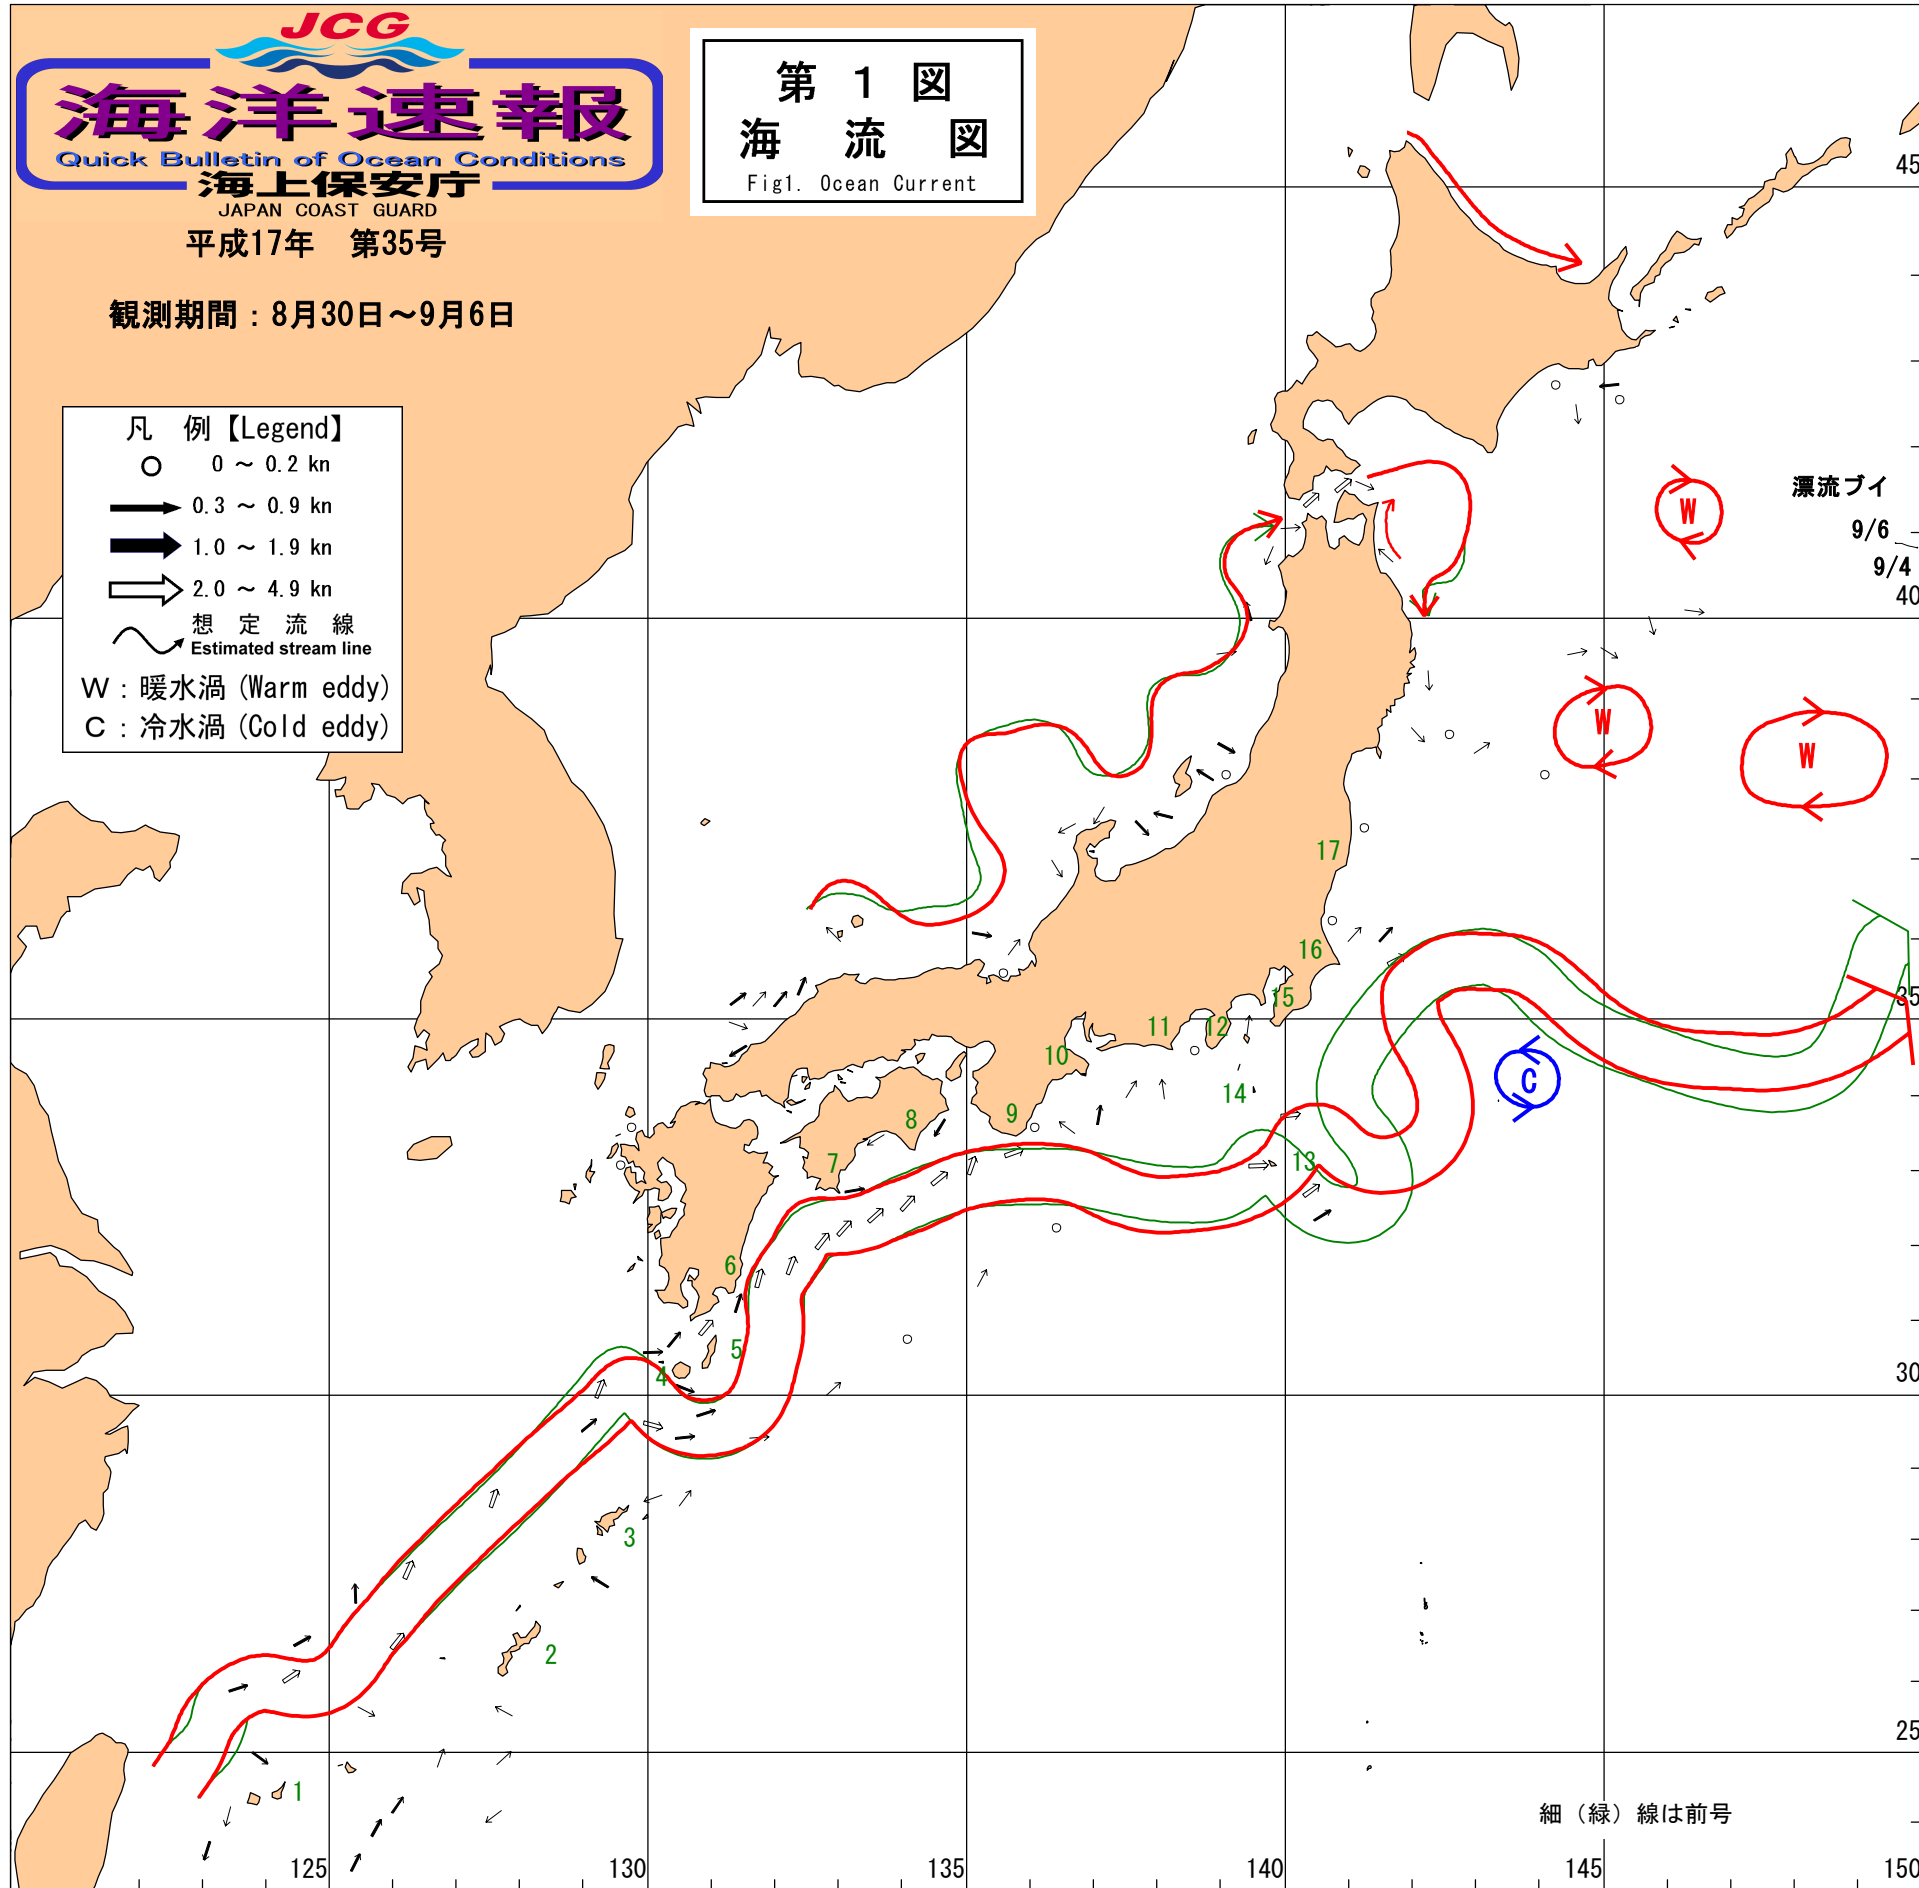 JCG
海洋速報
Quick Bulletin of Ocean Conditions
海上保安庁
JAPAN COAST GUARD
平成17年 第35号
観測期間：8月30日～9月6日
第 1 図
海 流 図
Fig1. Ocean Current
凡 例【Legend】
0 ～ 0.2 kn
0.3 ～ 0.9 kn
1.0 ～ 1.9 kn
2.0 ～ 4.9 kn
想 定 流 線
Estimated stream line
W：暖水渦(Warm eddy)
C：冷水渦(Cold eddy)
45
漂流ブイ
9/6
9/4
40
W
W
W
17
16
15
35
12
11
10
C
14
9
8
13
7
6
5
4
30
3
2
25
1
細（緑）線は前号
125
130
135
140
145
150